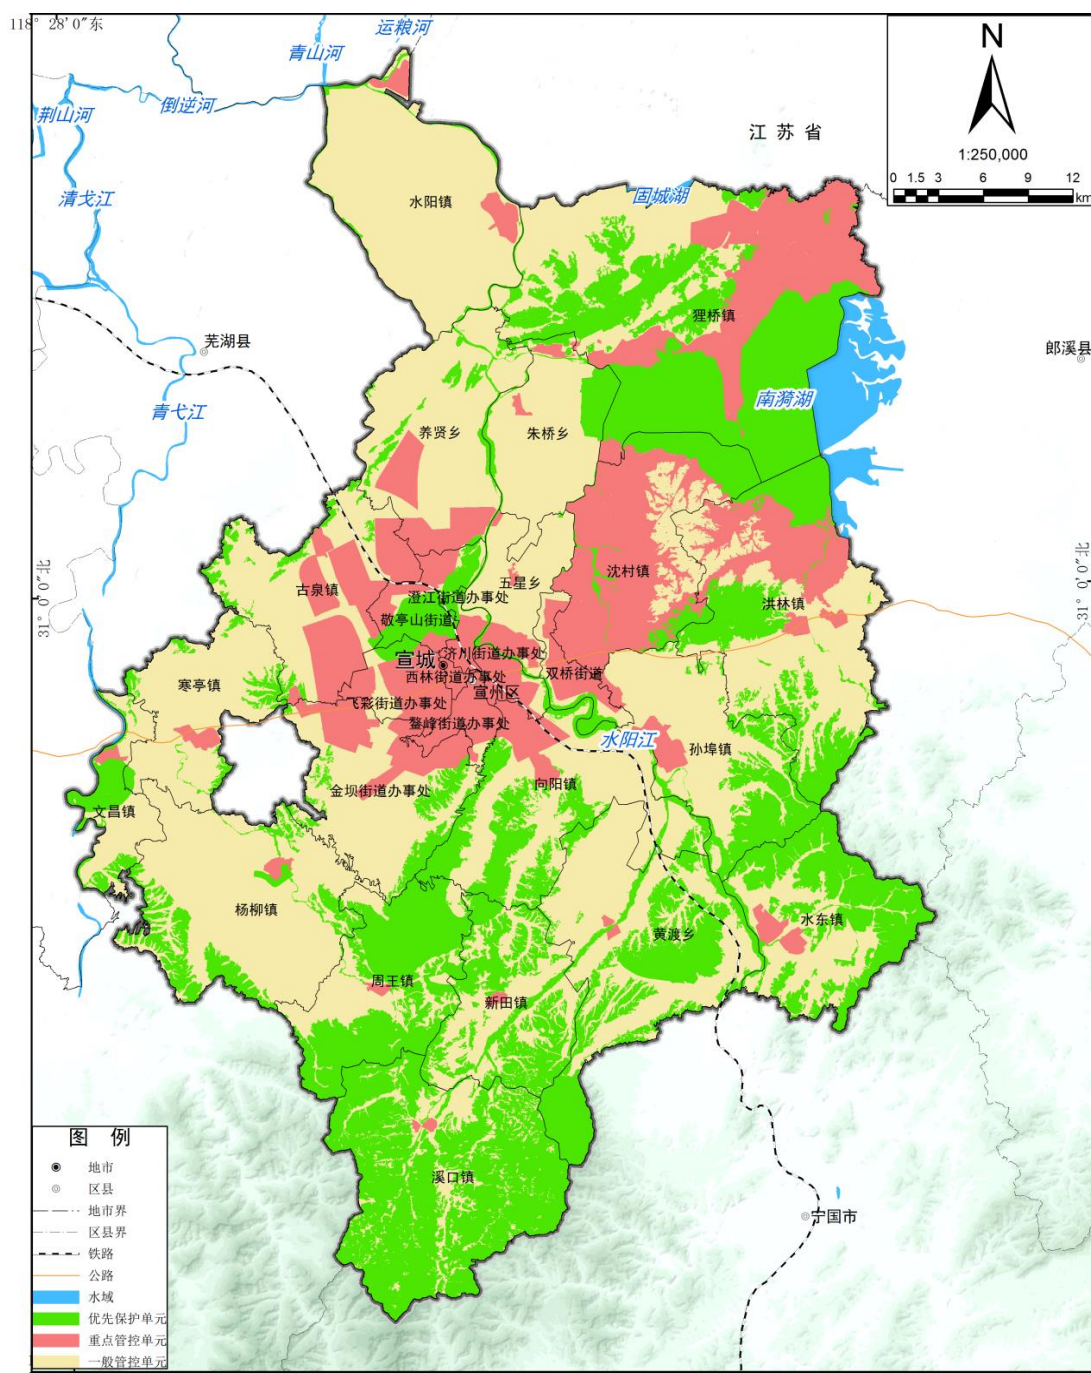 118° 28′0″东
运粮河
青山河
倒逆河
荆山河
N
江 苏 省
1:250,000
0 1.5 3 6 9 12
km
清弋江
水阳镇
固城湖
狸桥镇
芜湖县
郎溪县
南漪湖
青弋江
养贤乡
朱桥乡
31° 0′0″北
31° 0′0″北
古泉镇
五星乡
沈村镇
澄江街道办事处
洪林镇
敬亭山街道
宣城
济川街道办事处
西林街道办事处
双桥街道
寒亭镇
宣州区
飞彩街道办事处
鳌峰街道办事处
水阳江
孙埠镇
金坝街道办事处
向阳镇
文昌镇
杨柳镇
水东镇
黄渡乡
周王镇
新田镇
溪口镇
宁国市
图 例
地市
区县
地市界
区县界
铁路
公路
水域
优先保护单元
重点管控单元
一般管控单元